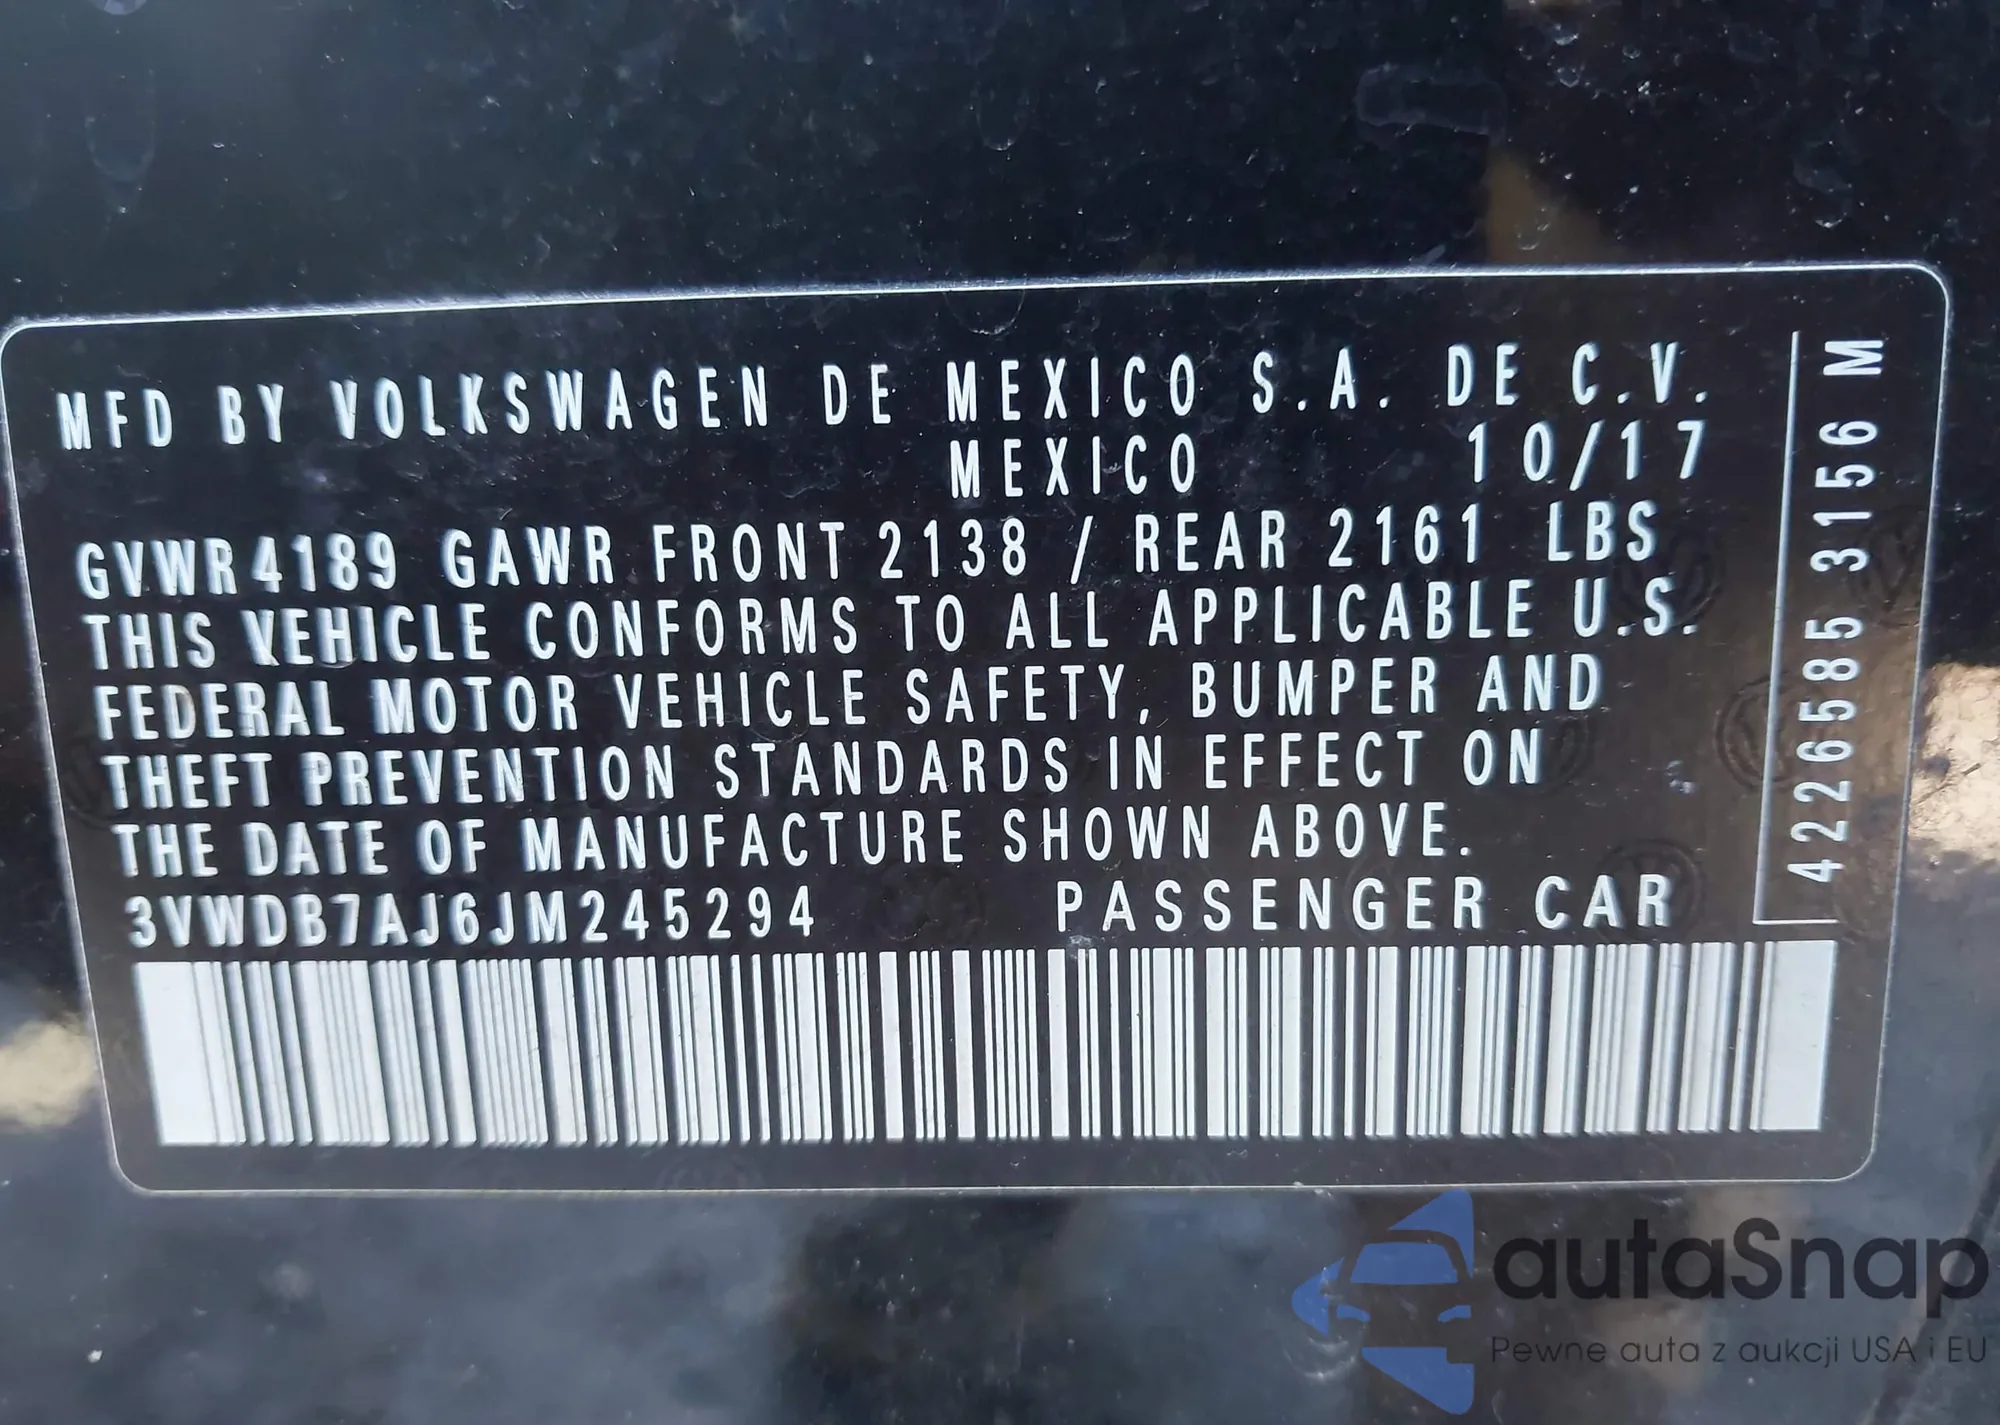 MFD BY VOLKSWAGEN DE MEXICO S.A. DE C.V.
MEXICO 10/17
GVWR 4189 GAWR FRONT 2138 / REAR 2161 LBS
THIS VEHICLE CONFORMS TO ALL APPLICABLE U.S.
FEDERAL MOTOR VEHICLE SAFETY, BUMPER AND
THEFT PREVENTION STANDARDS IN EFFECT ON
THE DATE OF MANUFACTURE SHOWN ABOVE.
3VWDB7AJ6JM245294 PASSENGER CAR
4226585 3156 M
autaSnap
Pewne auta z aukcji USA i EU